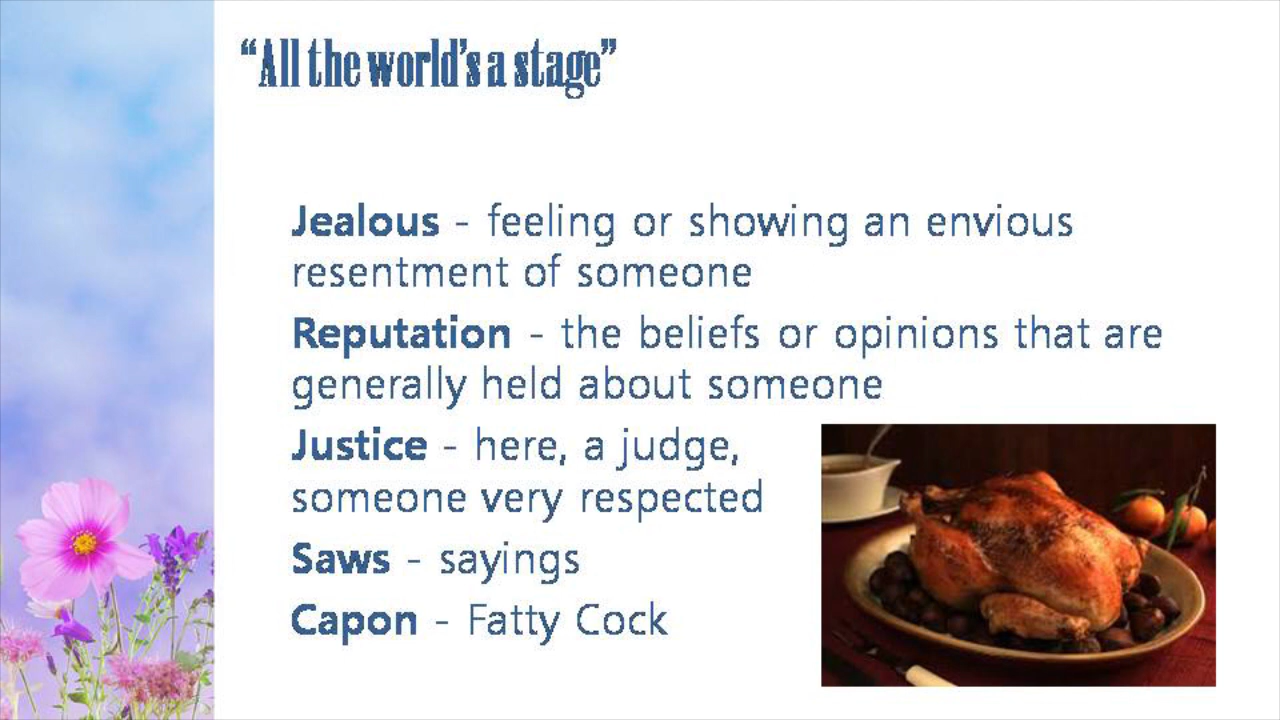 “All the world’s a stage”
Jealous - feeling or showing an envious
resentment of someone
Reputation - the beliefs or opinions that are
generally held about someone
Justice - here, a judge,
someone very respected
Saws - sayings
Capon - Fatty Cock